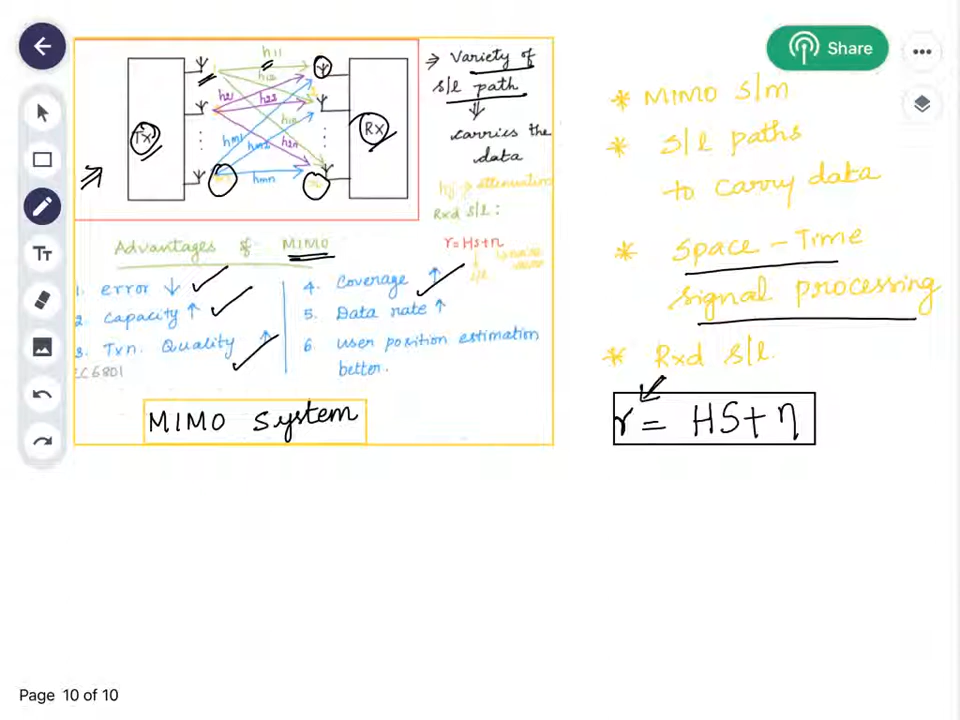 Share
h11
h12
h21
h22
h1n
hm1
hm2
h2n
hmn
Tx
Rx
⇒ Variety of
s/l path
carries the
data
hij → attenuation
Rxd s/l :
r = Hs + n
s/l
Advantages of MIMO
1. error ↓
2. Capacity ↑
3. Txn. Quality ↑
EC6801
4. Coverage ↑
5. Data rate ↑
6. user position estimation
better.
MIMO System
* MIMO s/m
* s/l paths
to carry data
* Space - Time
signal processing
* Rxd s/l.
r = HS + η
Page 10 of 10